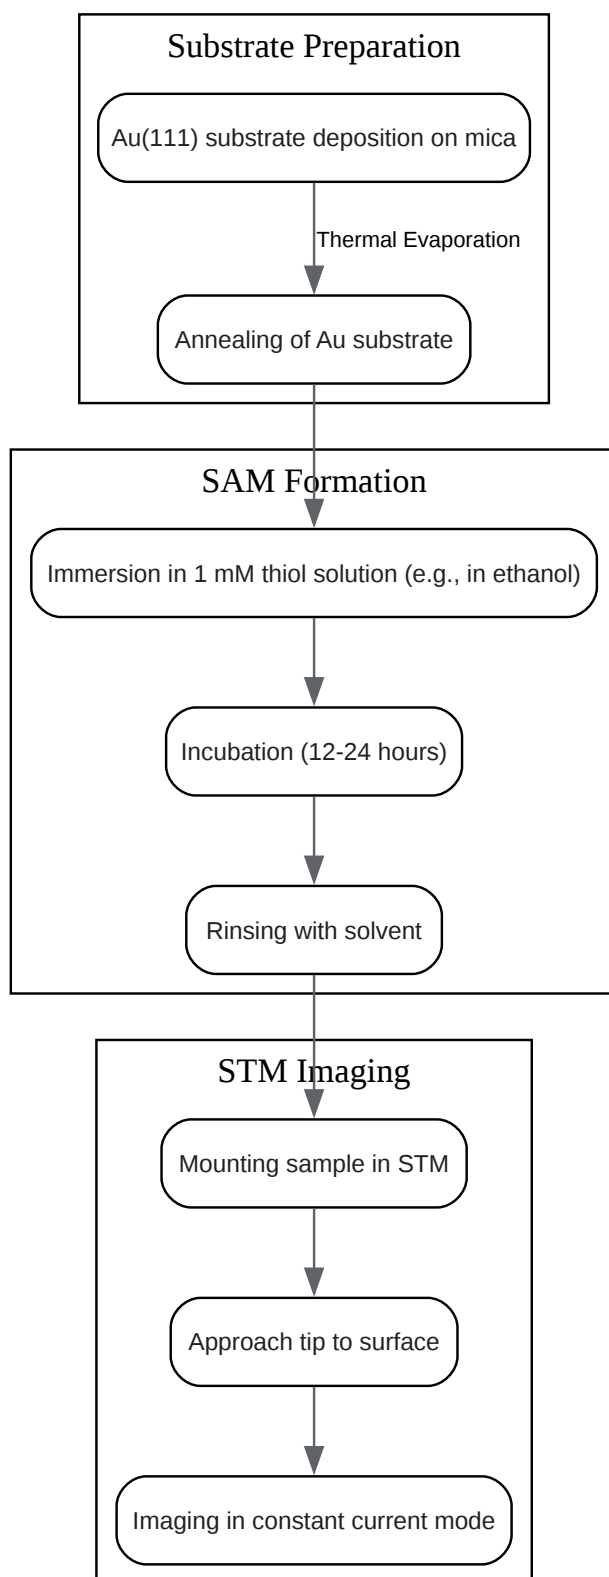 Substrate Preparation
Au(111) substrate deposition on mica
Thermal Evaporation
Annealing of Au substrate
SAM Formation
Immersion in 1 mM thiol solution (e.g., in ethanol)
Incubation (12-24 hours)
Rinsing with solvent
STM Imaging
Mounting sample in STM
Approach tip to surface
Imaging in constant current mode